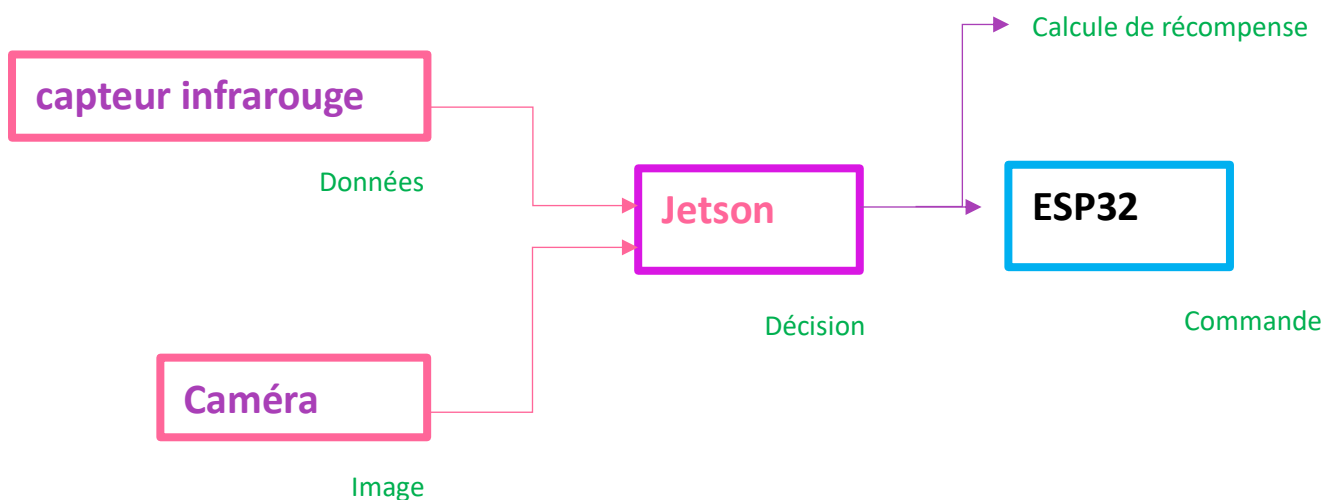 Calcule de récompense
capteur infrarouge
Données
Jetson
ESP32
Décision
Commande
Caméra
Image